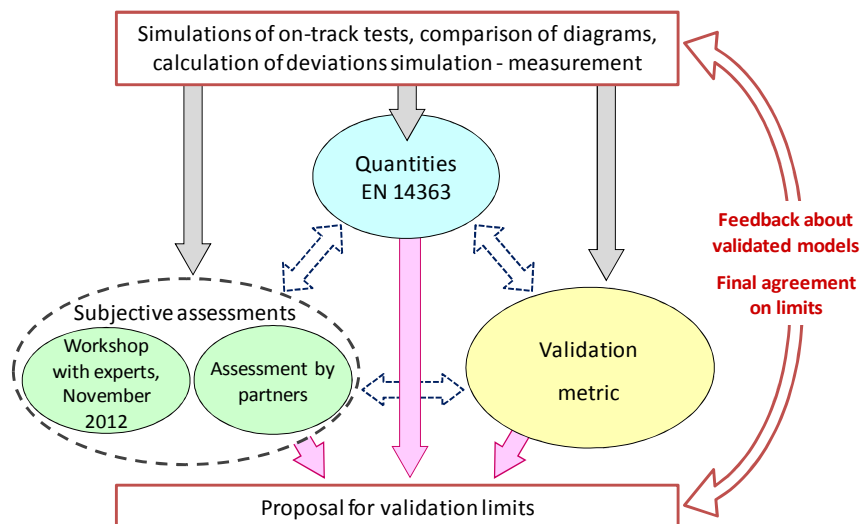 Simulations of on-track tests, comparison of diagrams,
calculation of deviations simulation - measurement
Quantities
EN 14363
Feedback about
validated models
Final agreement
on limits
Subjective assessments
Workshop
with experts,
November
2012
Assessment by
partners
Validation
metric
Proposal for validation limits